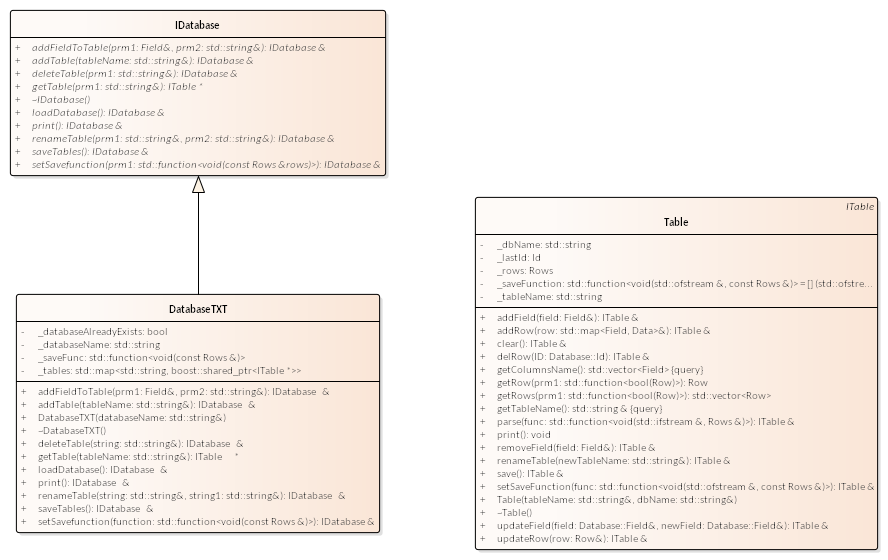 IDatabase
+ addFieldToTable(prm1: Field&, prm2: std::string&): IDatabase &
+ addTable(tableName: std::string&): IDatabase &
+ deleteTable(prm1: std::string&): IDatabase &
+ getTable(prm1: std::string&): ITable *
+ ~IDatabase()
+ loadDatabase(): IDatabase &
+ print(): IDatabase &
+ renameTable(prm1: std::string&, prm2: std::string&): IDatabase &
+ saveTables(): IDatabase &
+ setSavefunction(prm1: std::function<void(const Rows &rows)>): IDatabase &
DatabaseTXT
- _databaseAlreadyExists: bool
- _databaseName: std::string
- _saveFunc: std::function<void(const Rows &)>
- _tables: std::map<std::string, boost::shared_ptr<ITable *>>
+ addFieldToTable(prm1: Field&, prm2: std::string&): IDatabase &
+ addTable(tableName: std::string&): IDatabase &
+ DatabaseTXT(databaseName: std::string&)
+ ~DatabaseTXT()
+ deleteTable(string: std::string&): IDatabase &
+ getTable(tableName: std::string&): ITable *
+ loadDatabase(): IDatabase &
+ print(): IDatabase &
+ renameTable(string: std::string&, string1: std::string&): IDatabase &
+ saveTables(): IDatabase &
+ setSavefunction(function: std::function<void(const Rows &)>): IDatabase &
ITable
Table
- _dbName: std::string
- _lastId: Id
- _rows: Rows
- _saveFunction: std::function<void(std::ofstream &, const Rows &)> = [] (std::ofstre...
- _tableName: std::string
+ addField(field: Field&): ITable &
+ addRow(row: std::map<Field, Data>&): ITable &
+ clear(): ITable &
+ delRow(ID: Database::Id): ITable &
+ getColumnsName(): std::vector<Field> {query}
+ getRow(prm1: std::function<bool(Row)>): Row
+ getRows(prm1: std::function<bool(Row)>): std::vector<Row>
+ getTableName(): std::string & {query}
+ parse(func: std::function<void(std::ifstream &, Rows &)>): ITable &
+ print(): void
+ removeField(field: Field&): ITable &
+ renameTable(newTableName: std::string&): ITable &
+ save(): ITable &
+ setSaveFunction(func: std::function<void(std::ofstream &, const Rows &)>): ITable &
+ Table(tableName: std::string&, dbName: std::string&)
+ ~Table()
+ updateField(field: Database::Field&, newField: Database::Field&): ITable &
+ updateRow(row: Row&): ITable &